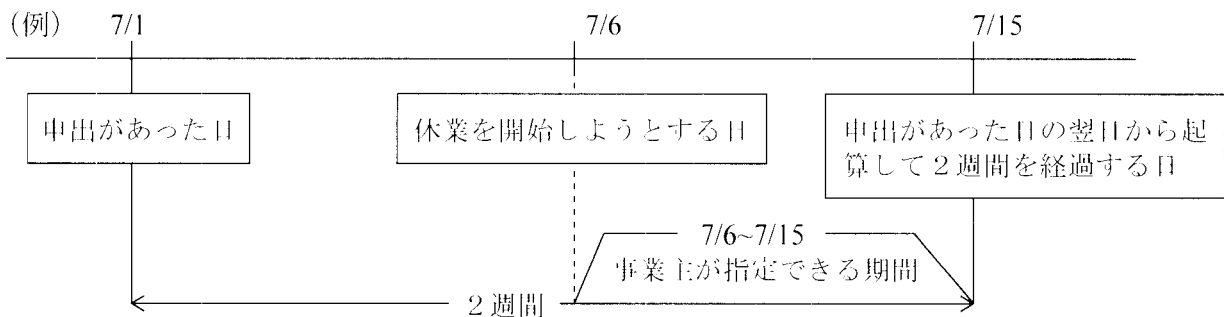 (例) 7/1 7/6 7/15
申出があった日
休業を開始しようとする日
申出があった日の翌日から起
算して２週間を経過する日
7/6~7/15
事業主が指定できる期間
２週間